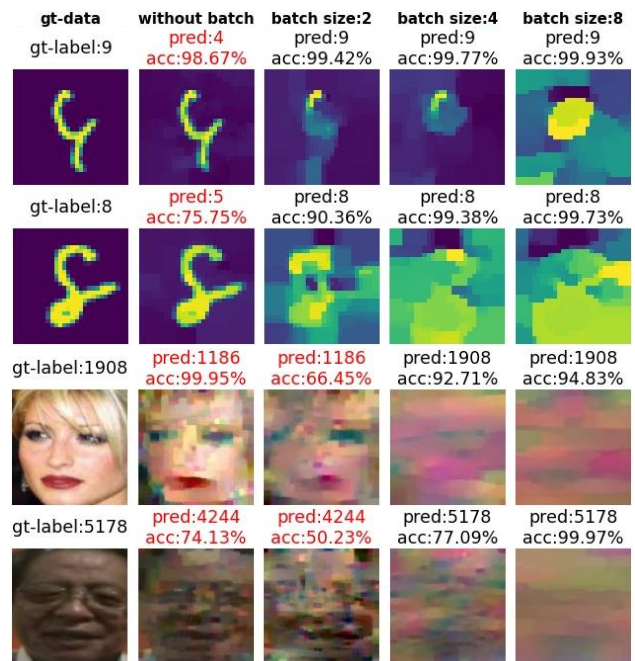 gt-data without batch batch size:2 batch size:4 batch size:8
gt-label:9 pred:4 pred:9 pred:9 pred:9
acc:98.67% acc:99.42% acc:99.77% acc:99.93%
gt-label:8 pred:5 pred:8 pred:8 pred:8
acc:75.75% acc:90.36% acc:99.38% acc:99.73%
gt-label:1908 pred:1186 pred:1186 pred:1908 pred:1908
acc:99.95% acc:66.45% acc:92.71% acc:94.83%
gt-label:5178 pred:4244 pred:4244 pred:5178 pred:5178
acc:74.13% acc:50.23% acc:77.09% acc:99.97%